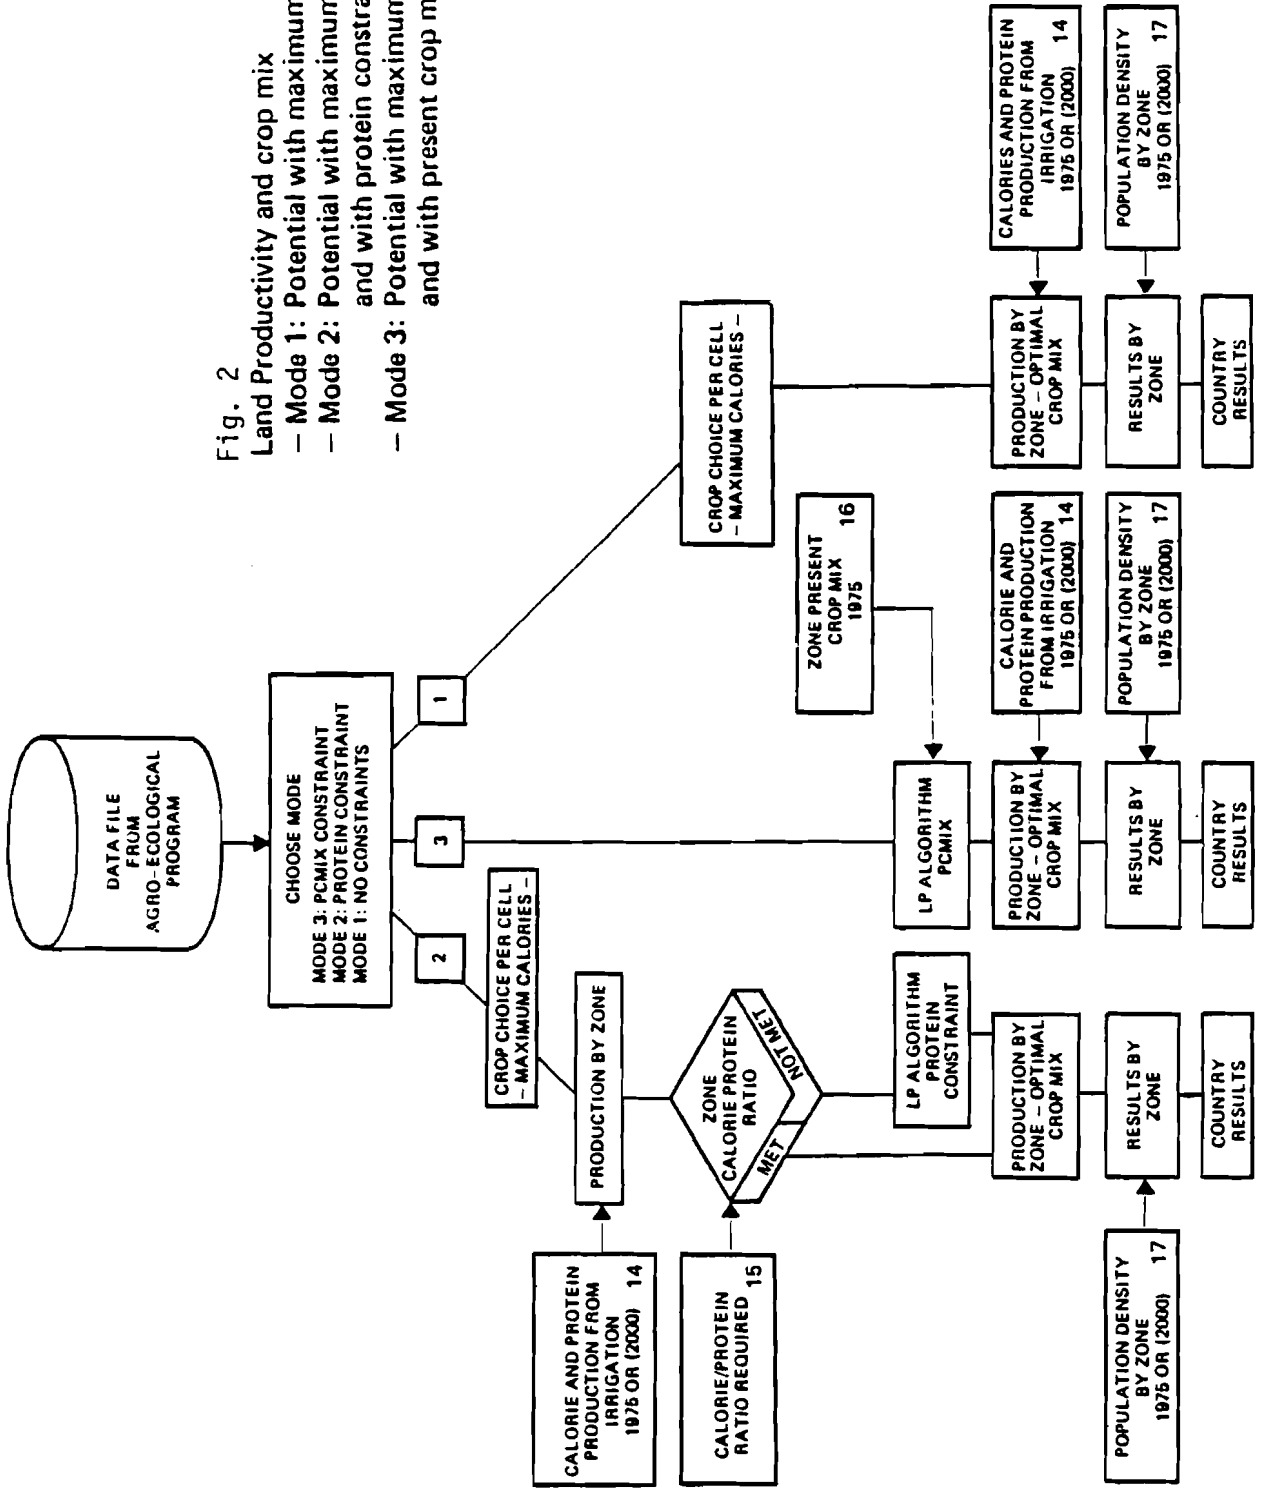 Fig. 2
Land Productivity and crop mix
– Mode 1: Potential with maximum
– Mode 2: Potential with maximum
and with protein constra
– Mode 3: Potential with maximum
and with present crop m
DATA FILE
FROM
AGRO-ECOLOGICAL
PROGRAM
CHOOSE MODE
MODE 3: PCMIX CONSTRAINT
MODE 2: PROTEIN CONSTRAINT
MODE 1: NO CONSTRAINTS
2
3
1
CROP CHOICE PER CELL
– MAXIMUM CALORIES –
CALORIE AND PROTEIN
PRODUCTION FROM
IRRIGATION
1975 OR (2000) 14
PRODUCTION BY ZONE
CALORIE/PROTEIN
RATIO REQUIRED 15
ZONE
CALORIE PROTEIN
RATIO
MET
NOT MET
LP ALGORITHM
PROTEIN
CONSTRAINT
PRODUCTION BY
ZONE – OPTIMAL
CROP MIX
POPULATION DENSITY
BY ZONE
1975 OR (2000) 17
RESULTS BY
ZONE
COUNTRY
RESULTS
ZONE PRESENT
CROP MIX
1975
16
LP ALGORITHM
PCMIX
CALORIE AND
PROTEIN PRODUCTION
FROM IRRIGATION
1975 OR (2000) 14
PRODUCTION BY
ZONE – OPTIMAL
CROP MIX
POPULATION DENSITY
BY ZONE
1975 OR (2000) 17
RESULTS BY
ZONE
COUNTRY
RESULTS
CROP CHOICE PER CELL
– MAXIMUM CALORIES –
CALORIES AND PROTEIN
PRODUCTION FROM
IRRIGATION
1975 OR (2000) 14
PRODUCTION BY
ZONE – OPTIMAL
CROP MIX
POPULATION DENSITY
BY ZONE
1975 OR (2000) 17
RESULTS BY
ZONE
COUNTRY
RESULTS